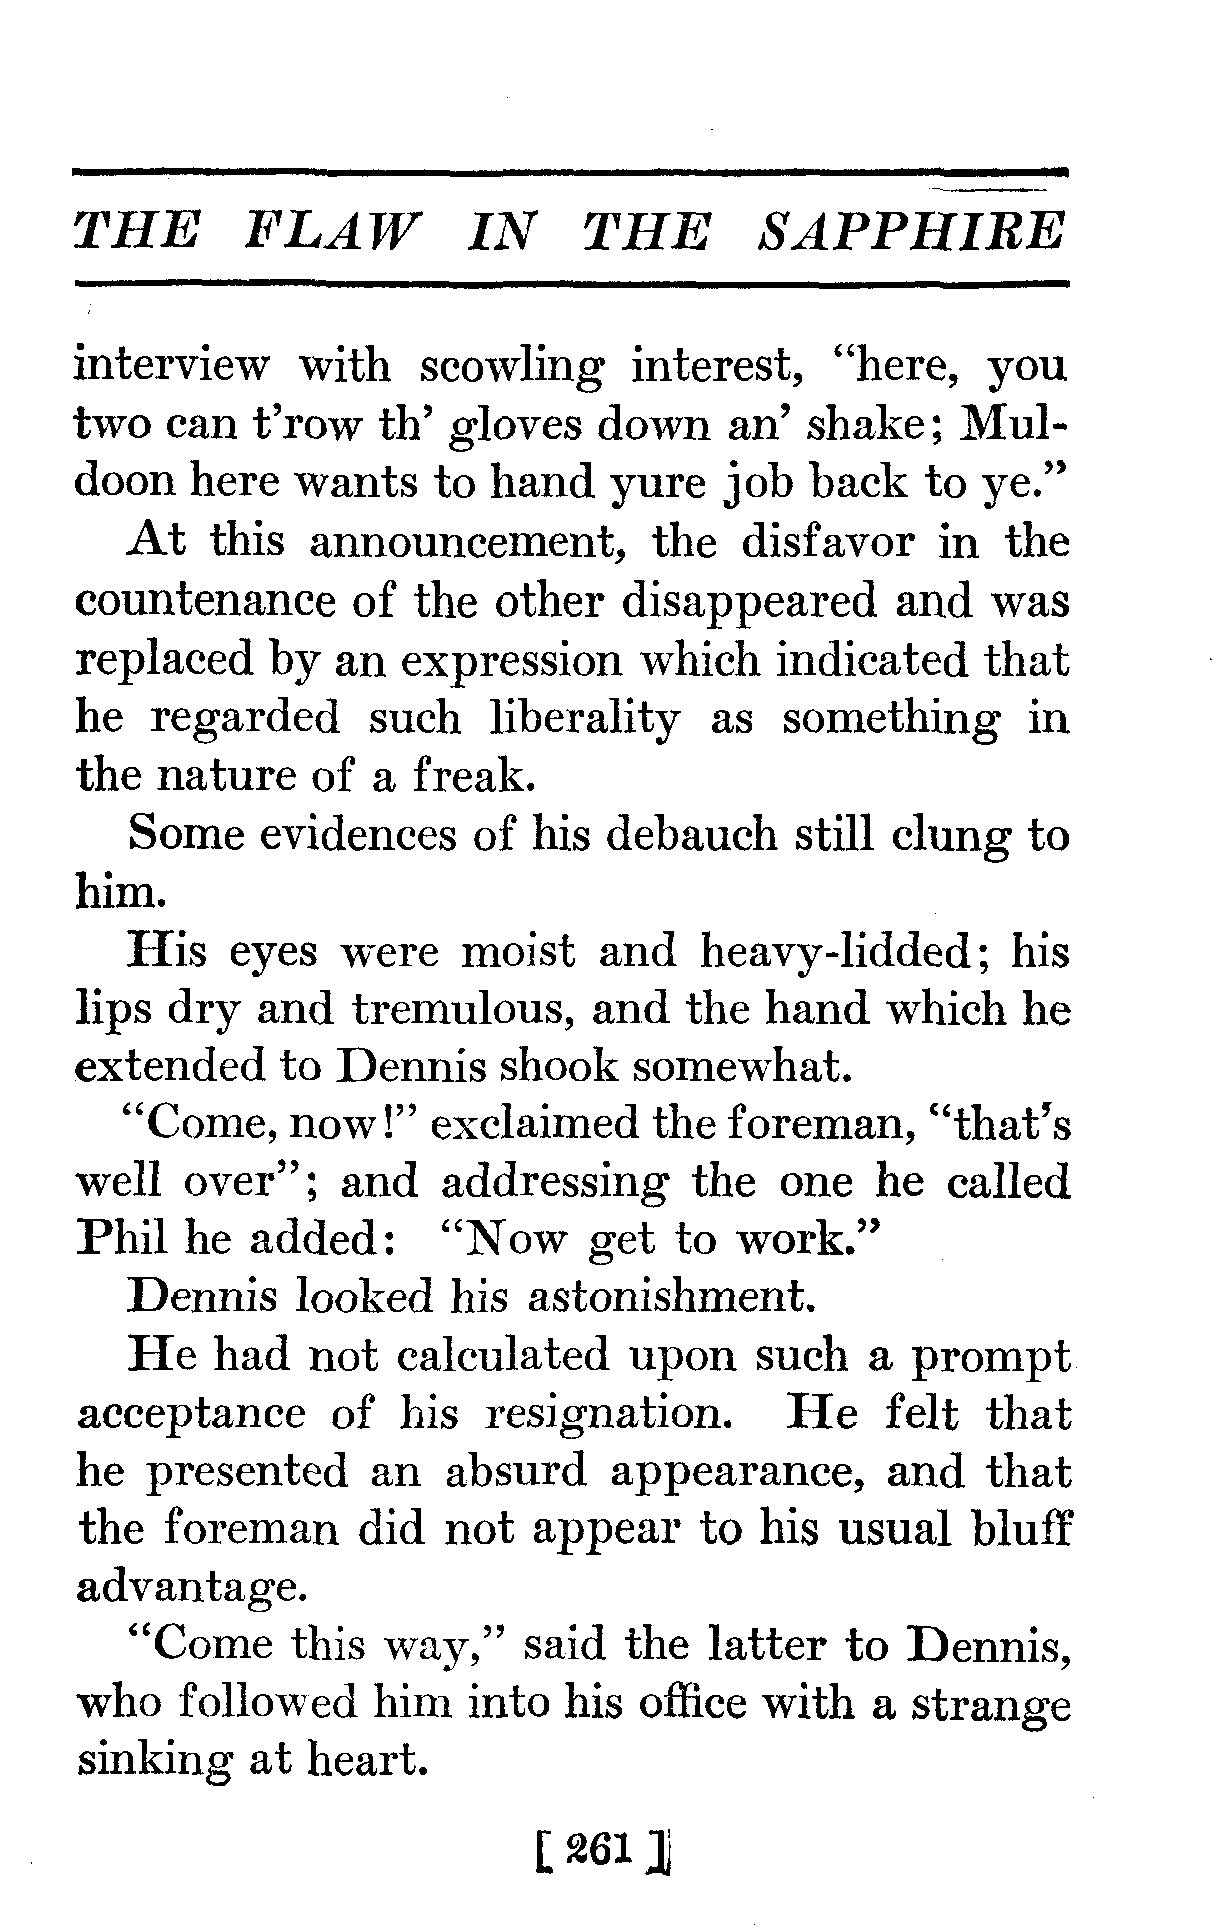 THE FLAW IN THE SAPPHIRE
interview with scowling interest, “here, you
two can t’row th’ gloves down an’ shake; Mul-
doon here wants to hand yure job back to ye.”
At this announcement, the disfavor in the
countenance of the other disappeared and was
replaced by an expression which indicated that
he regarded such liberality as something in
the nature of a freak.
Some evidences of his debauch still clung to
him.
His eyes were moist and heavy-lidded; his
lips dry and tremulous, and the hand which he
extended to Dennis shook somewhat.
“Come, now!” exclaimed the foreman, “that’s
well over”; and addressing the one he called
Phil he added: “Now get to work.”
Dennis looked his astonishment.
He had not calculated upon such a prompt
acceptance of his resignation. He felt that
he presented an absurd appearance, and that
the foreman did not appear to his usual bluff
advantage.
“Come this way,” said the latter to Dennis,
who followed him into his office with a strange
sinking at heart.
[ 261 ]